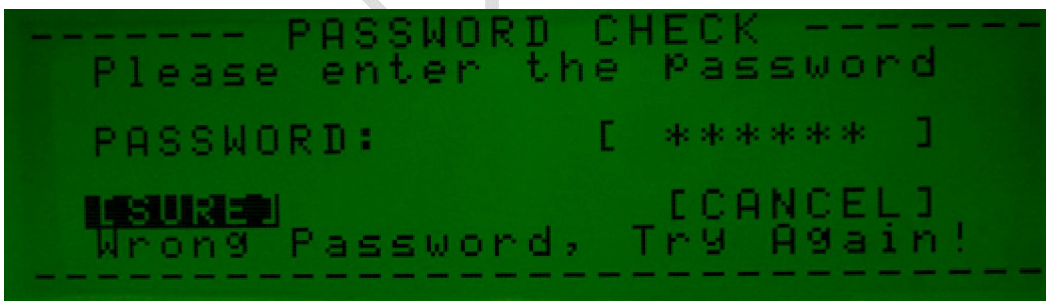 ------- PASSWORD CHECK -------
Please enter the password
PASSWORD: [ ****** ]
[SURE] [CANCEL]
Wrong Password, Try Again!